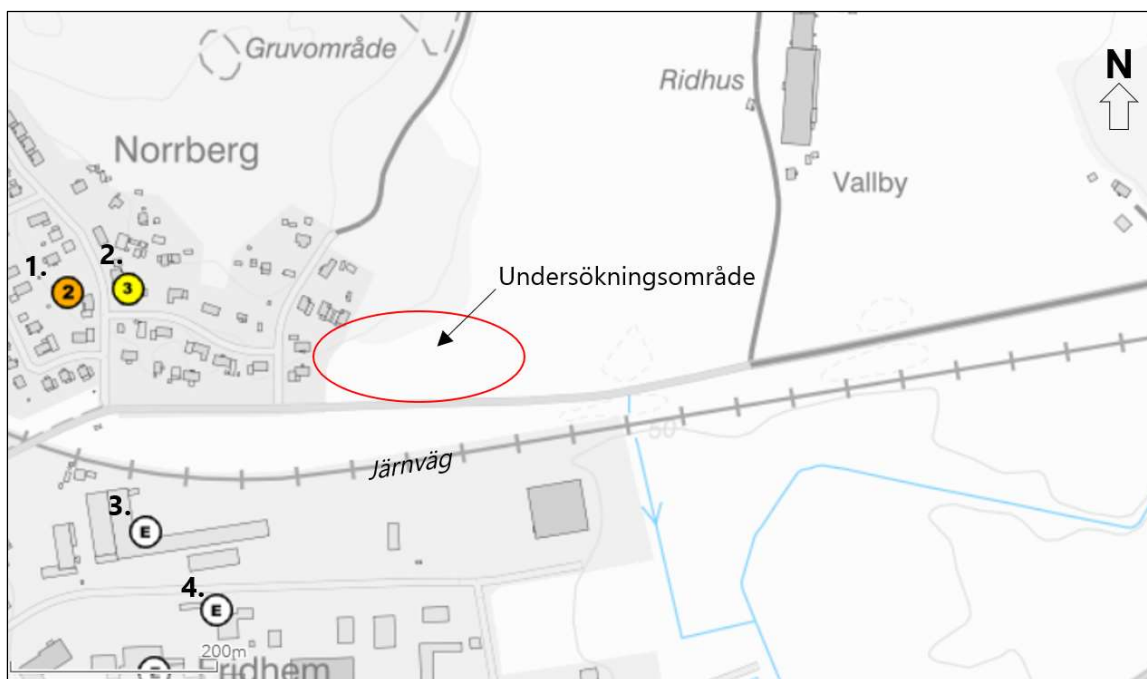 Gruvområde
N
Ridhus
Norrberg
Vallby
1.
2
2.
3
Undersökningsområde
50
Järnväg
3.
E
4.
E
200m
Fridhem